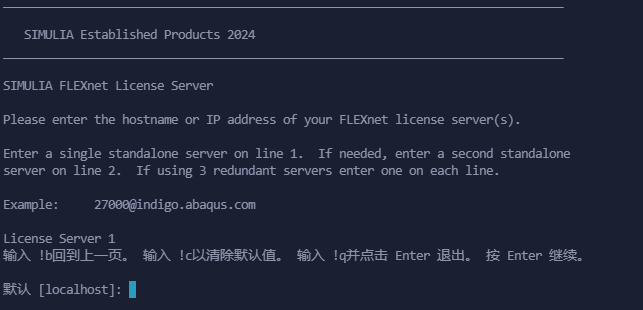 SIMULIA Established Products 2024
SIMULIA FLEXnet License Server
Please enter the hostname or IP address of your FLEXnet license server(s).
Enter a single standalone server on line 1.  If needed, enter a second standalone
server on line 2.  If using 3 redundant servers enter one on each line.
Example:     27000@indigo.abaqus.com
License Server 1
输入 !b回到上一页。 输入 !c以清除默认值。 输入 !q并点击 Enter 退出。 按 Enter 继续。
默认 [localhost]: